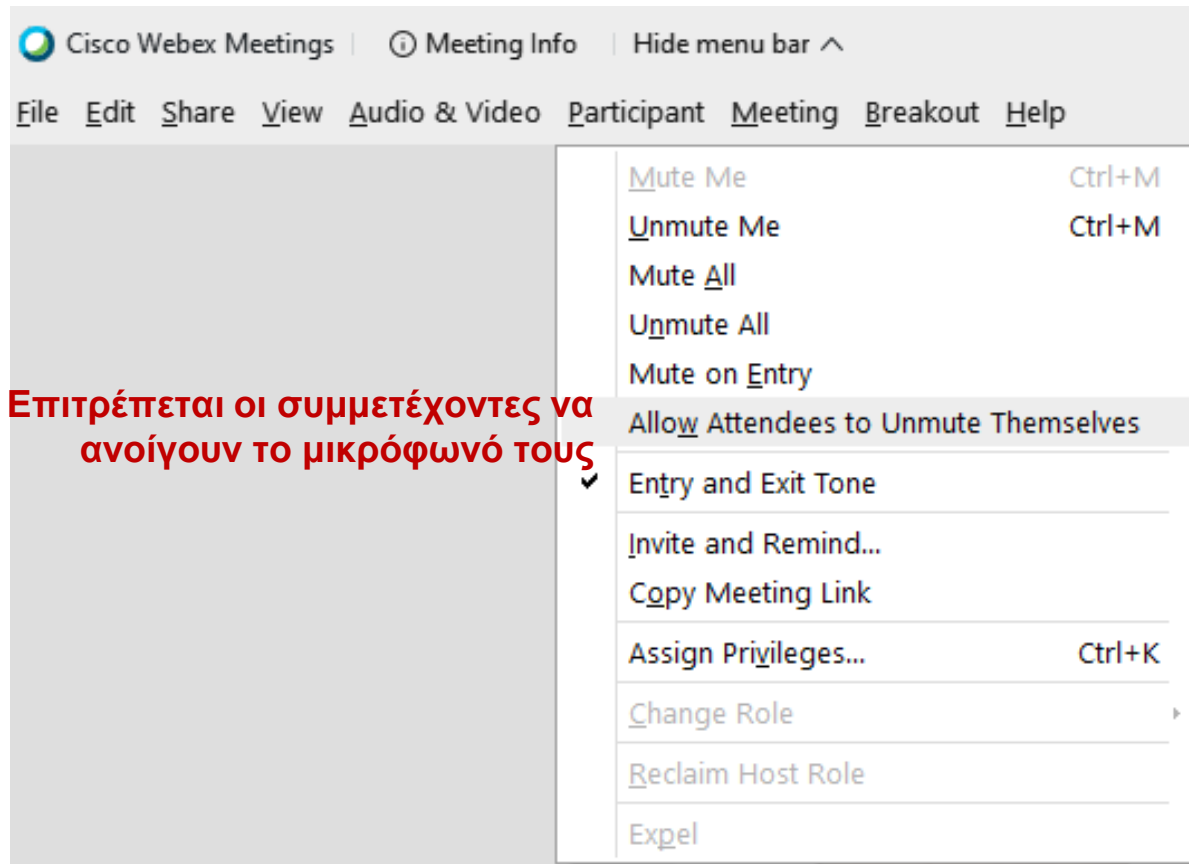 Cisco Webex Meetings Meeting Info Hide menu bar
File Edit Share View Audio & Video Participant Meeting Breakout Help
Mute Me Ctrl+M
Unmute Me Ctrl+M
Mute All
Unmute All
Mute on Entry
Επιτρέπεται οι συμμετέχοντες να
ανοίγουν το μικρόφωνό τους
Allow Attendees to Unmute Themselves
Entry and Exit Tone
Invite and Remind...
Copy Meeting Link
Assign Privileges... Ctrl+K
Change Role
Reclaim Host Role
Expel